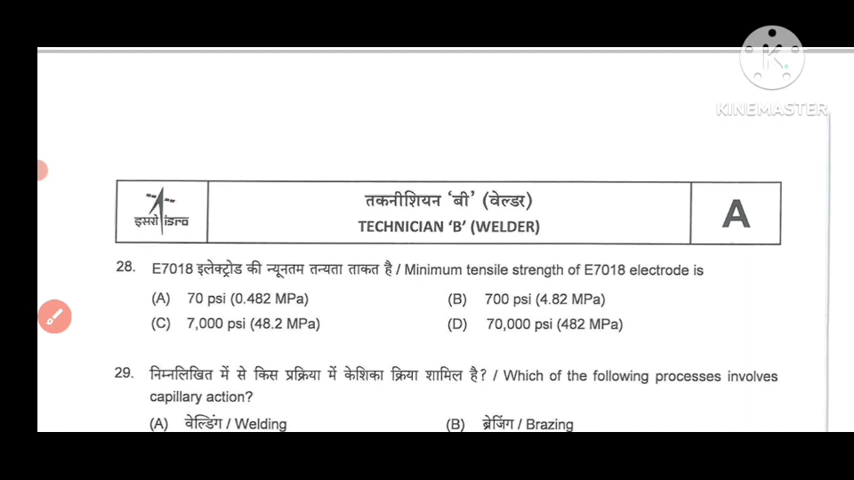 KINEMASTER
तकनीशियन 'बी' (वेल्डर)
इसरो isro
TECHNICIAN 'B' (WELDER)
A
28. E7018 इलेक्ट्रोड की न्यूनतम तन्यता ताकत है / Minimum tensile strength of E7018 electrode is
(A) 70 psi (0.482 MPa) (B) 700 psi (4.82 MPa)
(C) 7,000 psi (48.2 MPa) (D) 70,000 psi (482 MPa)
29. निम्नलिखित में से किस प्रक्रिया में केशिका क्रिया शामिल है? / Which of the following processes involves
capillary action?
(A) वेल्डिंग / Welding (B) ब्रेजिंग / Brazing